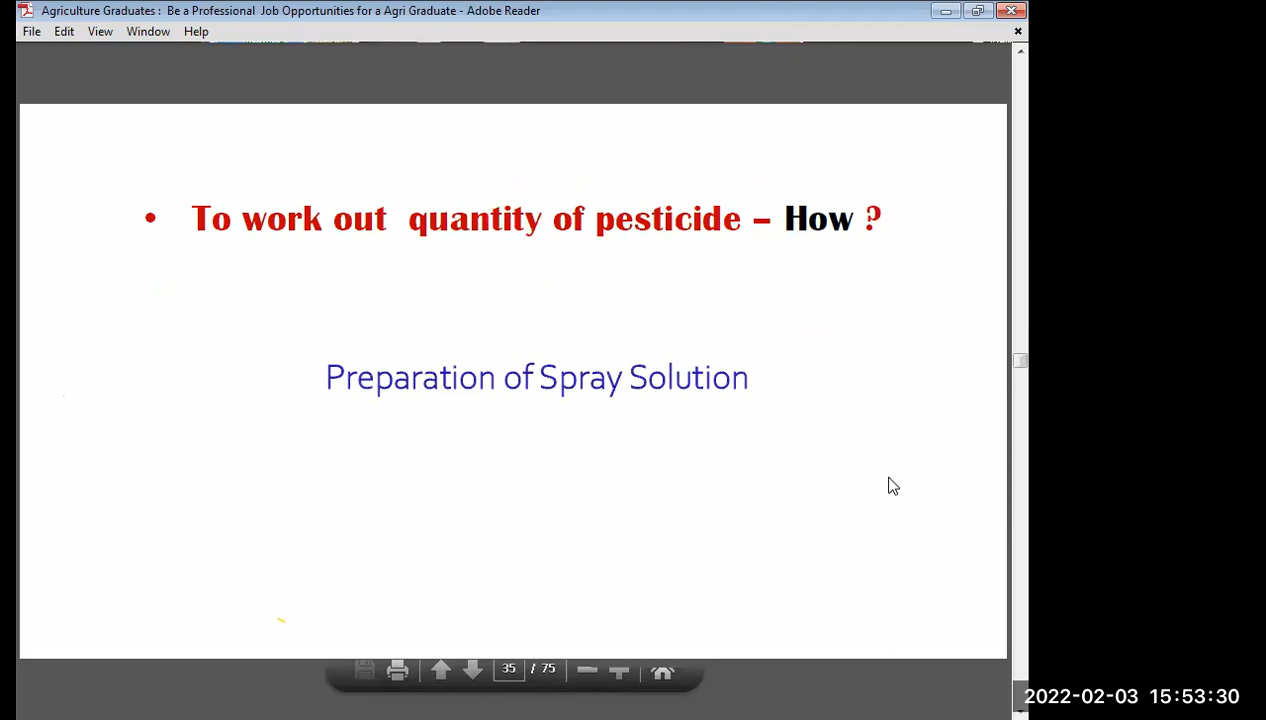 Agriculture Graduates : Be a Professional Job Opportunities for a Agri Graduate - Adobe Reader
File Edit View Window Help
• To work out quantity of pesticide – How ?
Preparation of Spray Solution
35 / 75
2022-02-03 15:53:30